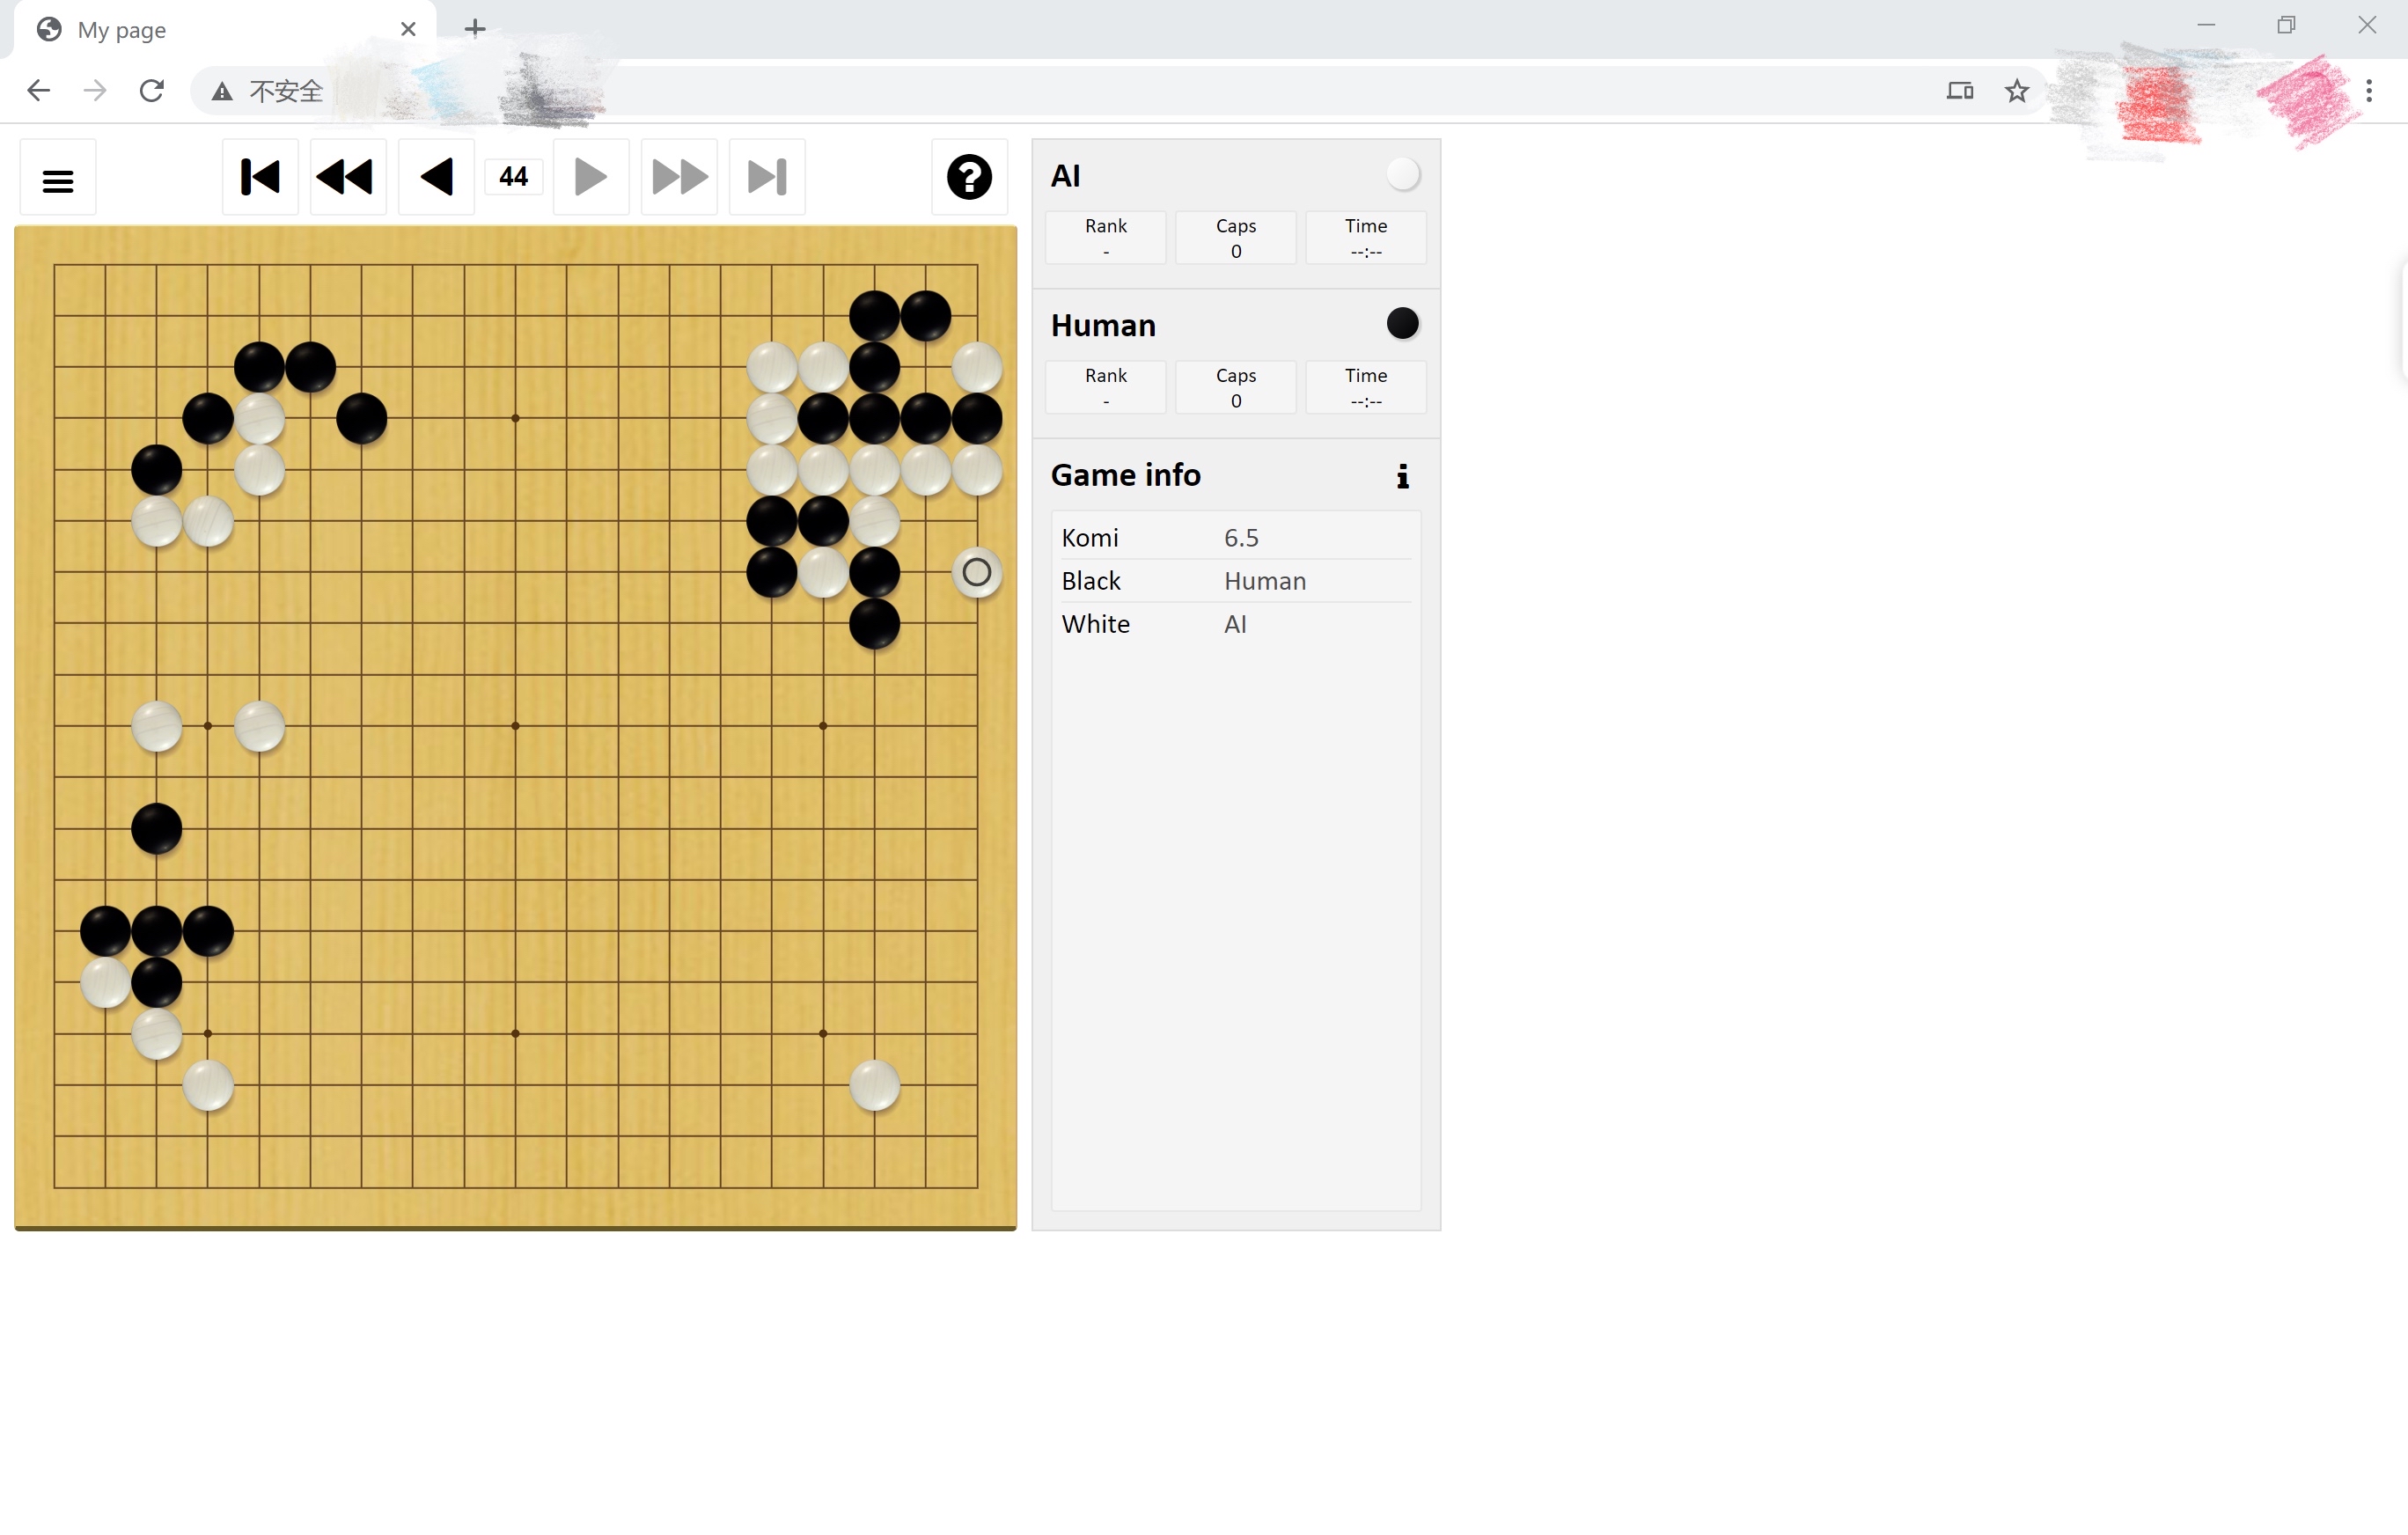 My page
不安全
44
AI
Rank Caps Time
- 0 --:--
Human
Rank Caps Time
- 0 --:--
Game info
Komi 6.5
Black Human
White AI